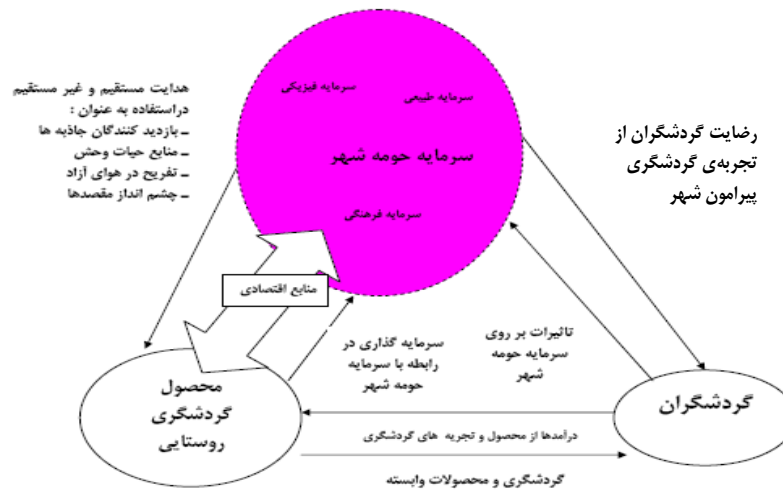 سرمایه فیزیکی
سرمایه طبیعی
سرمایه حومه شهر
سرمایه فرهنگی
هدایت مستقیم و غیر مستقیم
دراستفاده به عنوان :
ـ بازدید کنندگان جاذبه ها
ـ منابع حیات وحش
ـ تفریح در هوای آزاد
ـ چشم انداز مقصدها
رضایت گردشگران از
تجربه‌ی گردشگری
پیرامون شهر
منابع اقتصادی
سرمایه گذاری در
رابطه با سرمایه
حومه شهر
تاثیرات بر روی
سرمایه حومه
شهر
محصول
گردشگری
روستایی
گردشگران
درآمدها از محصول و تجربه های گردشگری
گردشگری و محصولات وابسته